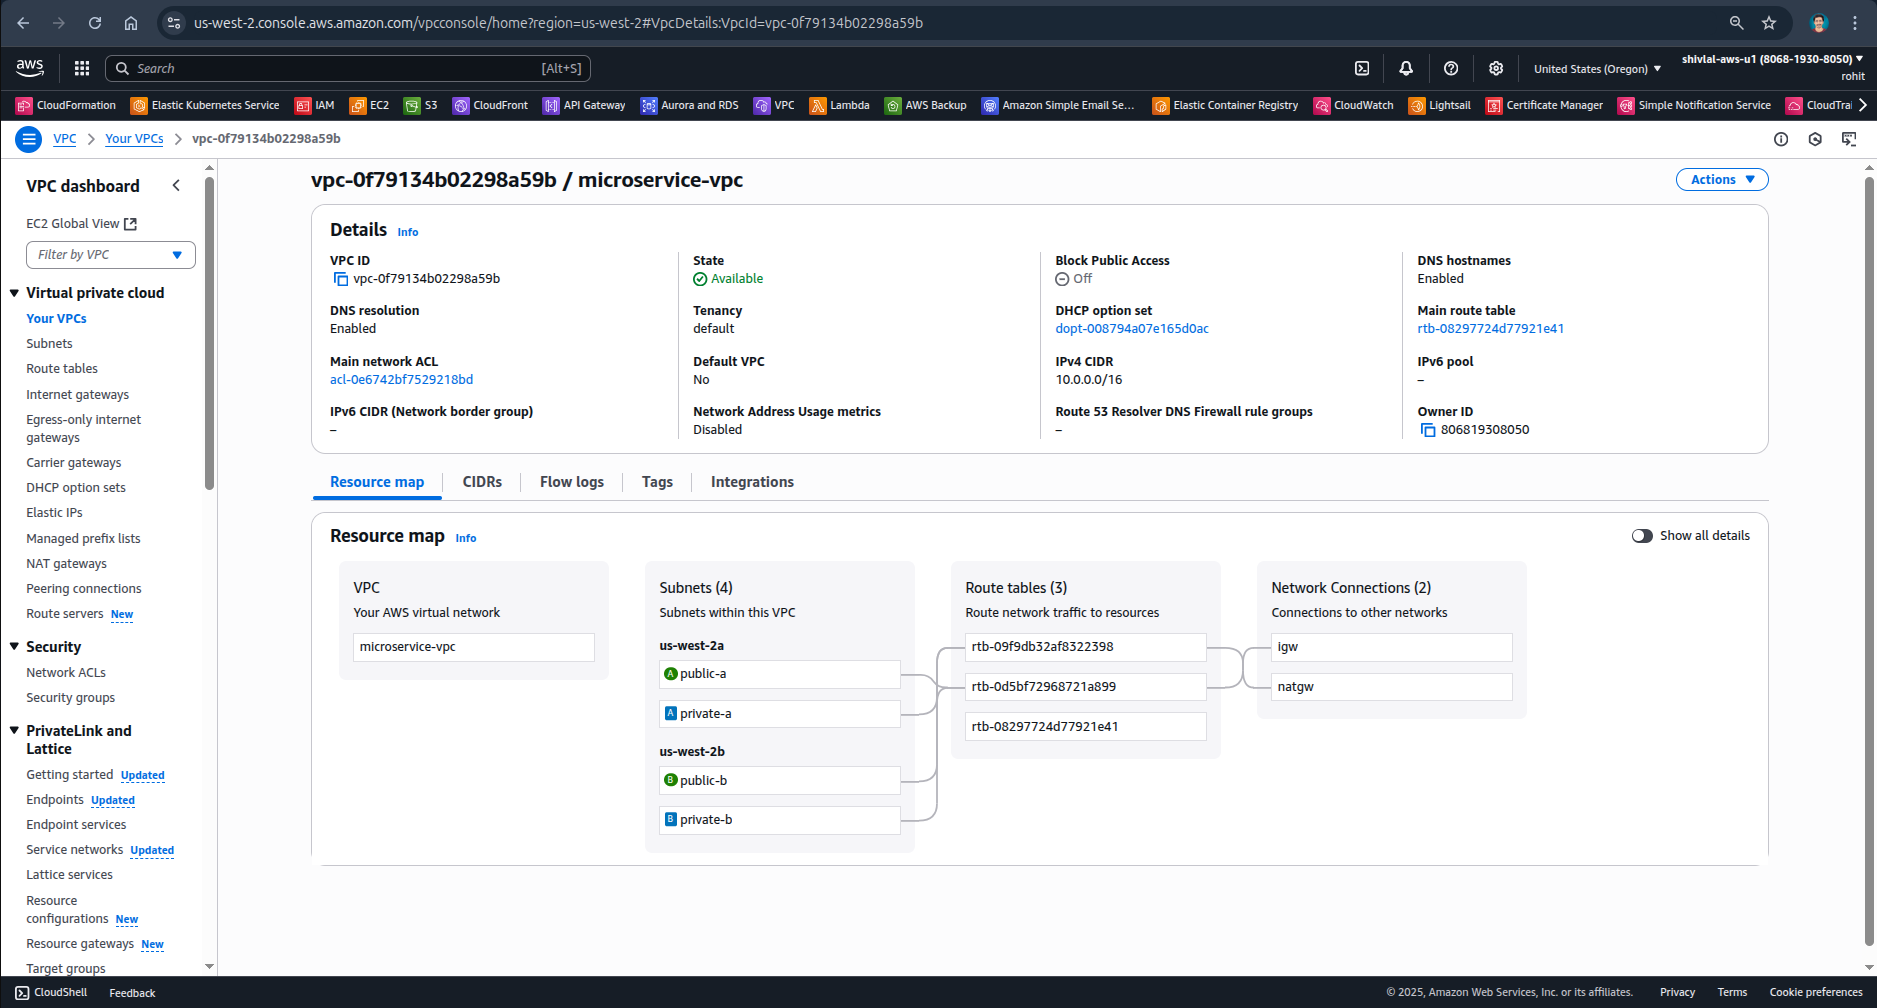 us-west-2.console.aws.amazon.com/vpcconsole/home?region=us-west-2#VpcDetails:VpcId=vpc-0f79134b02298a59b
aws
Search
[Alt+S]
United States (Oregon)
shivlal-aws-u1 (8068-1930-8050)
rohit
CloudFormation
Elastic Kubernetes Service
IAM
EC2
S3
CloudFront
API Gateway
Aurora and RDS
VPC
Lambda
AWS Backup
Amazon Simple Email Se...
Elastic Container Registry
CloudWatch
Lightsail
Certificate Manager
Simple Notification Service
CloudTrai
VPC
Your VPCs
vpc-0f79134b02298a59b
VPC dashboard
EC2 Global View
Filter by VPC
Virtual private cloud
Your VPCs
Subnets
Route tables
Internet gateways
Egress-only internet
gateways
Carrier gateways
DHCP option sets
Elastic IPs
Managed prefix lists
NAT gateways
Peering connections
Route servers New
Security
Network ACLs
Security groups
PrivateLink and
Lattice
Getting started Updated
Endpoints Updated
Endpoint services
Service networks Updated
Lattice services
Resource
configurations New
Resource gateways New
Target groups
vpc-0f79134b02298a59b / microservice-vpc
Actions
Details Info
VPC ID
vpc-0f79134b02298a59b
State
Available
Block Public Access
Off
DNS hostnames
Enabled
DNS resolution
Enabled
Tenancy
default
DHCP option set
dopt-008794a07e165d0ac
Main route table
rtb-08297724d77921e41
Main network ACL
acl-0e6742bf7529218bd
Default VPC
No
IPv4 CIDR
10.0.0.0/16
IPv6 pool
–
IPv6 CIDR (Network border group)
–
Network Address Usage metrics
Disabled
Route 53 Resolver DNS Firewall rule groups
–
Owner ID
806819308050
Resource map
CIDRs
Flow logs
Tags
Integrations
Resource map Info
Show all details
VPC
Your AWS virtual network
microservice-vpc
Subnets (4)
Subnets within this VPC
us-west-2a
A public-a
A private-a
us-west-2b
B public-b
B private-b
Route tables (3)
Route network traffic to resources
rtb-09f9db32af8322398
rtb-0d5bf72968721a899
rtb-08297724d77921e41
Network Connections (2)
Connections to other networks
igw
natgw
CloudShell
Feedback
© 2025, Amazon Web Services, Inc. or its affiliates.
Privacy
Terms
Cookie preferences